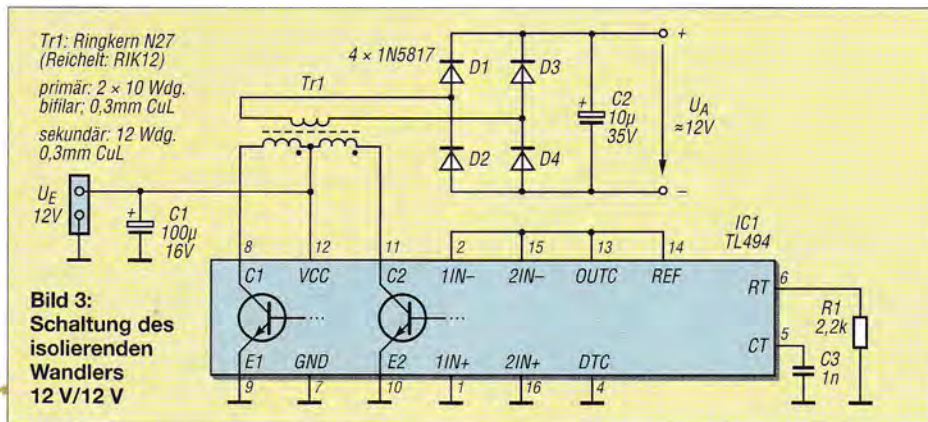 Tr1: Ringkern N27
(Reichelt: RIK12)
primär: 2 × 10 Wdg.
bifilar; 0,3mm CuL
sekundär: 12 Wdg.
0,3mm CuL
Tr1
4 × 1N5817
D1
D3
D2
D4
+
C2
10µ
35V
+
UA
≈12V
–
UE
12V
+
C1
100µ
16V
8
12
11
2
15
13
14
IC1
TL494
C1
VCC
C2
1IN–
2IN–
OUTC
REF
RT
6
R1
2,2k
CT
5
C3
1n
E1
GND
E2
1IN+
2IN+
DTC
9
7
10
1
16
4
Bild 3:
Schaltung des
isolierenden
Wandlers
12 V/12 V